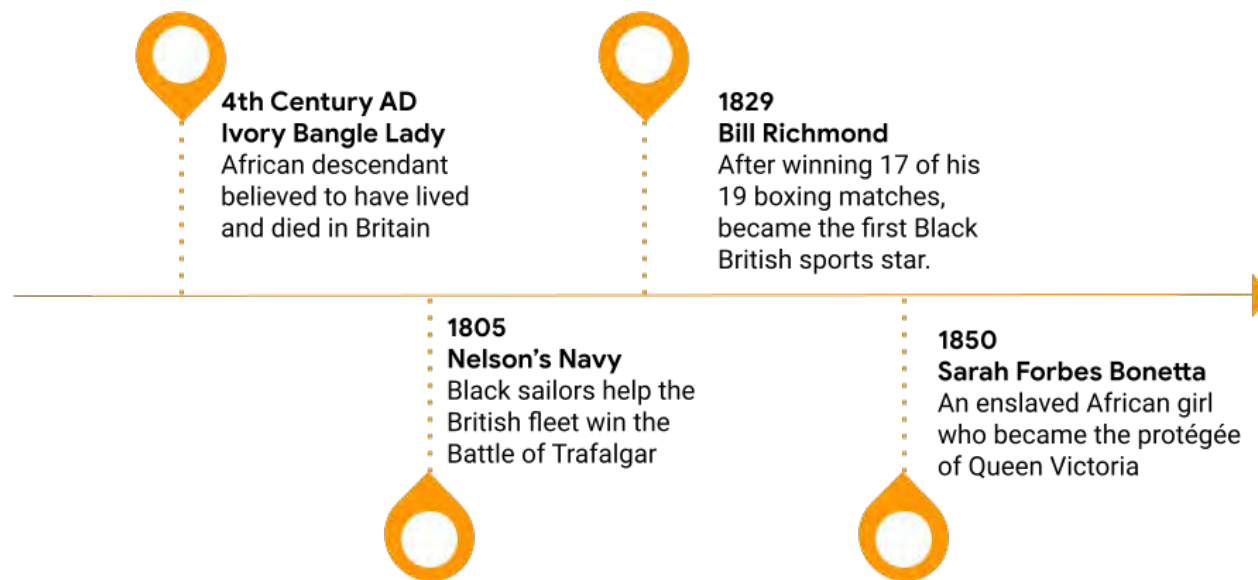 4th Century AD
Ivory Bangle Lady
African descendant
believed to have lived
and died in Britain
1805
Nelson’s Navy
Black sailors help the
British fleet win the
Battle of Trafalgar
1829
Bill Richmond
After winning 17 of his
19 boxing matches,
became the first Black
British sports star.
1850
Sarah Forbes Bonetta
An enslaved African girl
who became the protégée
of Queen Victoria